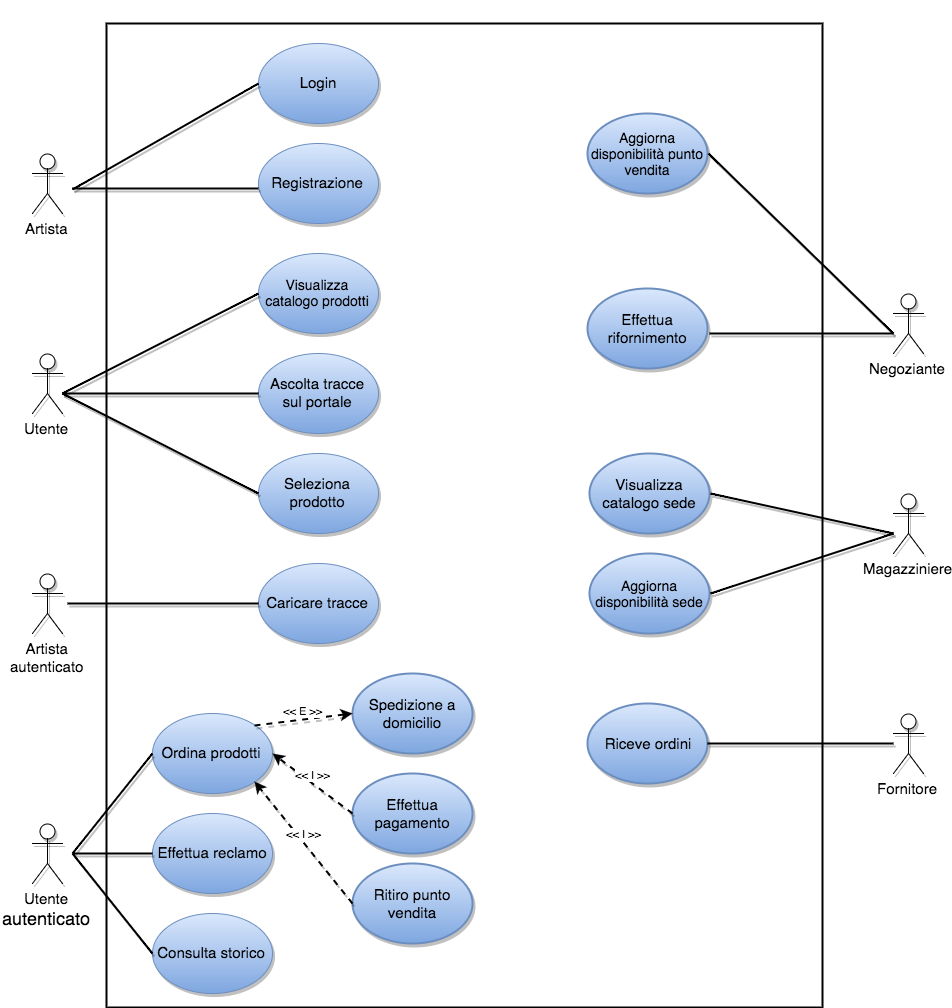 Login
Registrazione
Artista
Visualizza
catalogo prodotti
Ascolta tracce
sul portale
Seleziona
prodotto
Utente
Caricare tracce
Artista
autenticato
Ordina prodotti
<< E >>
Spedizione a
domicilio
<< I >>
Effettua
pagamento
<< I >>
Ritiro punto
vendita
Effettua reclamo
Consulta storico
Utente
autenticato
Aggiorna
disponibilità punto
vendita
Effettua
rifornimento
Negoziante
Visualizza
catalogo sede
Aggiorna
disponibilità sede
Magazziniere
Riceve ordini
Fornitore